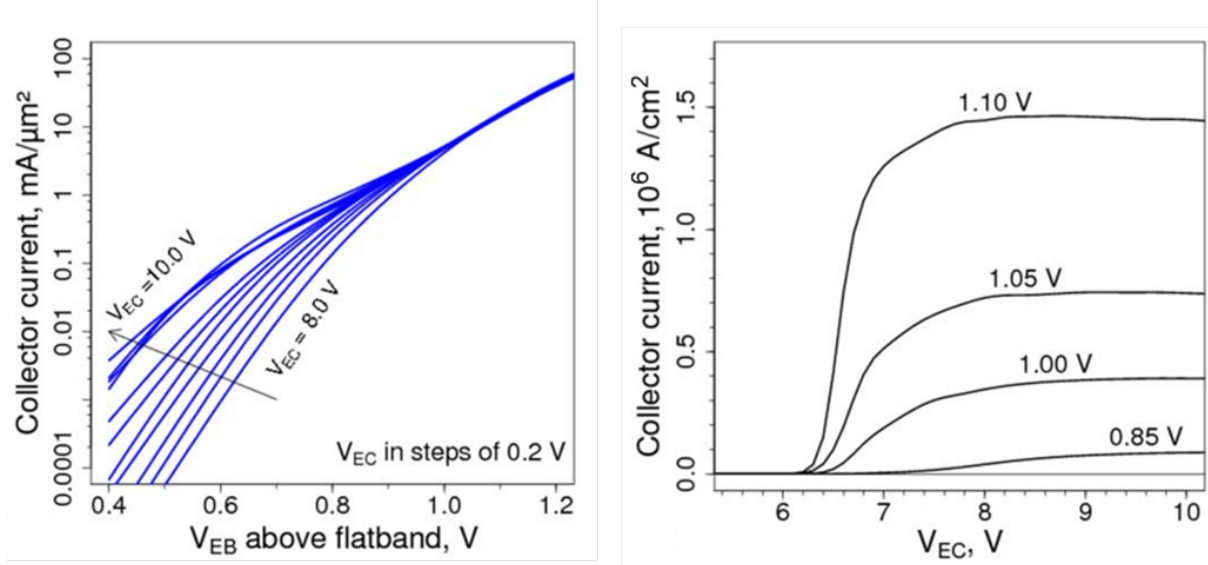 Collector current, mA/µm²
100
10
1
0.1
0.01
0.0001
V_EC =10.0 V
V_EC = 8.0 V
V_EC in steps of 0.2 V
0.4 0.6 0.8 1.0 1.2
V_EB above flatband, V
Collector current, 10⁶ A/cm²
1.5
1.0
0.5
0.0
1.10 V
1.05 V
1.00 V
0.85 V
6 7 8 9 10
V_EC, V